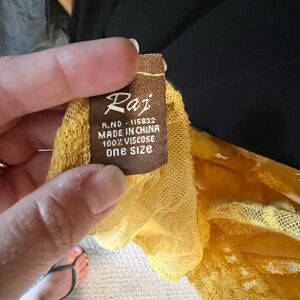 Raj
R.NO - 115832
MADE IN CHINA
100% VISCOSE
One Size